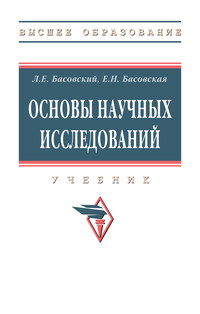 ВЫСШЕЕ ОБРАЗОВАНИЕ
Л.Е. Басовский, Е.Н. Басовская
ОСНОВЫ НАУЧНЫХ
ИССЛЕДОВАНИЙ
УЧЕБНИК